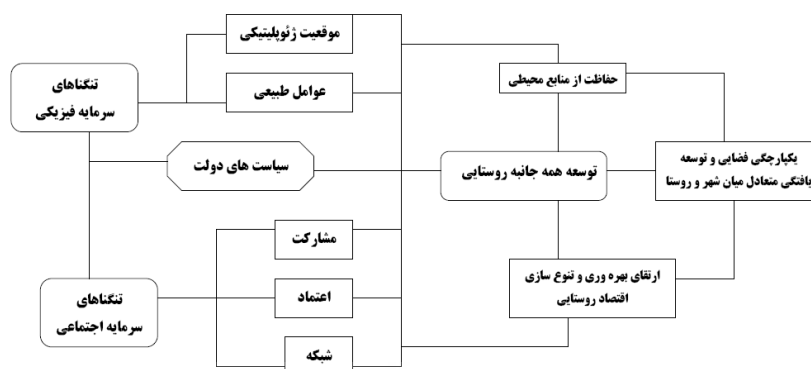 موقعیت ژئوپلیتیکی
تنگناهای
سرمایه فیزیکی
عوامل طبیعی
حفاظت از منابع محیطی
سیاست های دولت
توسعه همه جانبه روستایی
یکپارچگی فضایی و توسعه
یافتگی متعادل میان شهر و روستا
مشارکت
تنگناهای
سرمایه اجتماعی
اعتماد
ارتقای بهره وری و تنوع سازی
اقتصاد روستایی
شبکه